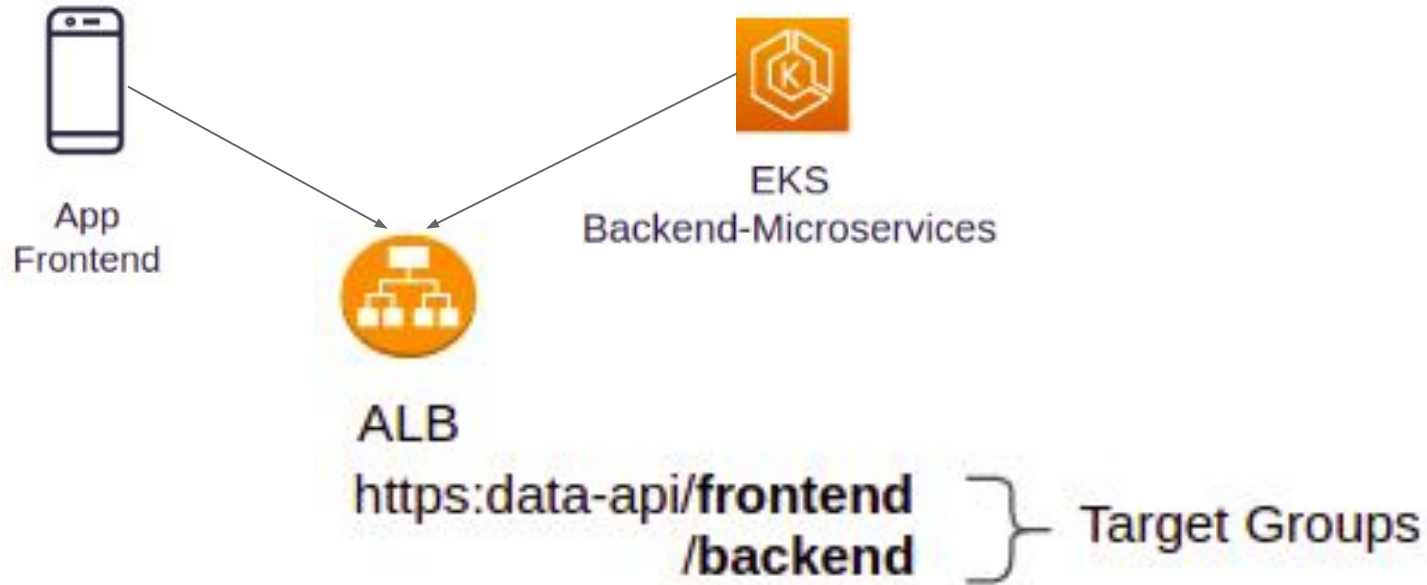 App
Frontend
K
EKS
Backend-Microservices
ALB
https:data-api/frontend
/backend
Target Groups